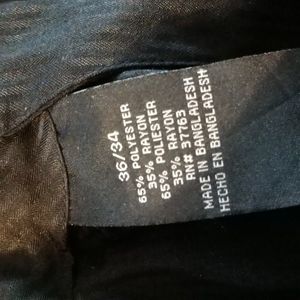 36/34
65% POLYESTER
35% RAYON
65% POLIESTER
35% RAYON
RN# 37763
MADE IN BANGLADESH
HECHO EN BANGLADESH